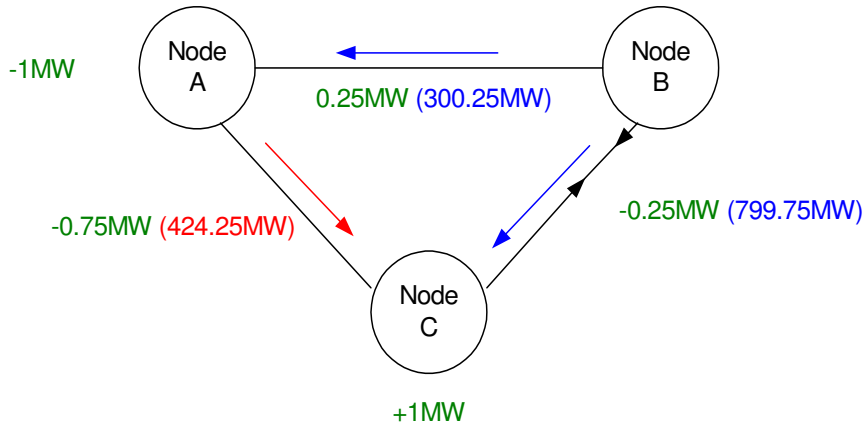 Node
A
Node
B
-1MW
0.25MW (300.25MW)
-0.75MW (424.25MW)
-0.25MW (799.75MW)
Node
C
+1MW